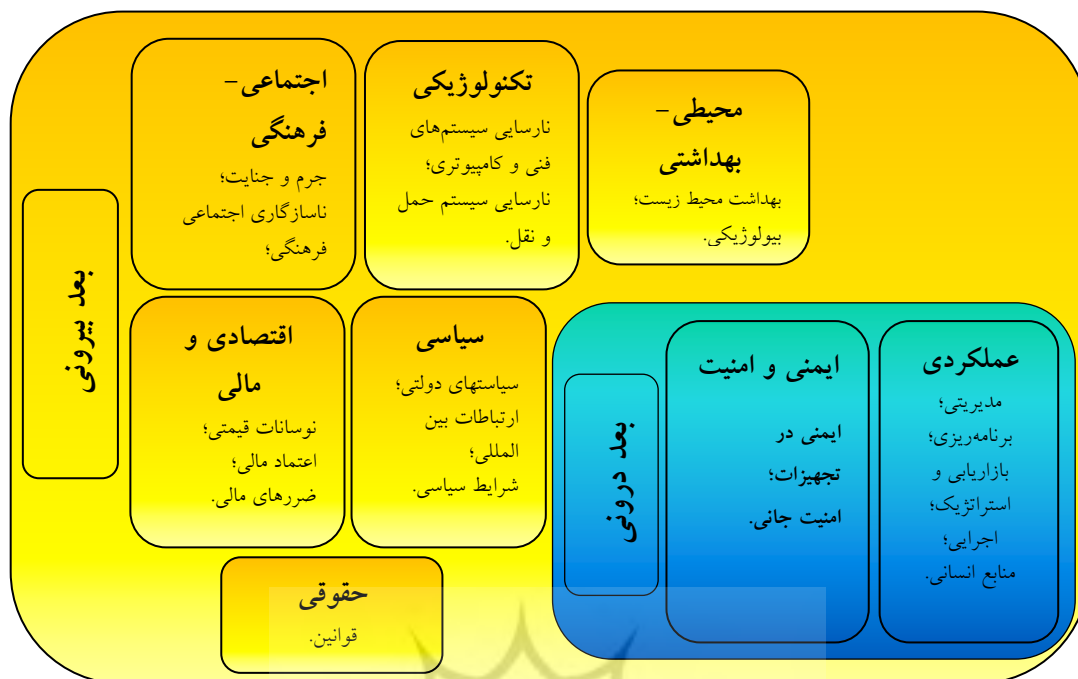 محیطی-
بهداشتی
بهداشت محیط زیست؛
بیولوژیکی.
تکنولوژیکی
نارسایی سیستم‌های
فنی و کامپیوتری؛
نارسایی سیستم حمل
و نقل.
اجتماعی-
فرهنگی
جرم و جنایت؛
ناسازگاری اجتماعی
فرهنگی؛
بعد بیرونی
سیاسی
سیاستهای دولتی؛
ارتباطات بین
المللی؛
شرایط سیاسی.
اقتصادی و
مالی
نوسانات قیمتی؛
اعتماد مالی؛
ضررهای مالی.
حقوقی
قوانین.
عملکردی
مدیریتی؛
برنامه‌ریزی؛
بازاریابی و
استراتژیک؛
اجرایی؛
منابع انسانی.
ایمنی و امنیت
ایمنی در
تجهیزات؛
امنیت جانی.
بعد درونی